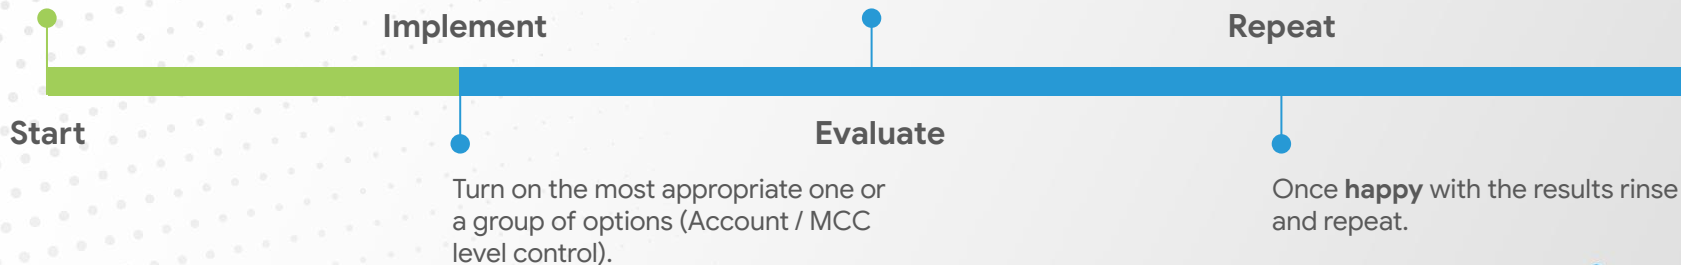 Implement
Repeat
Start
Evaluate
Turn on the most appropriate one or
a group of options (Account / MCC
level control).
Once happy with the results rinse
and repeat.